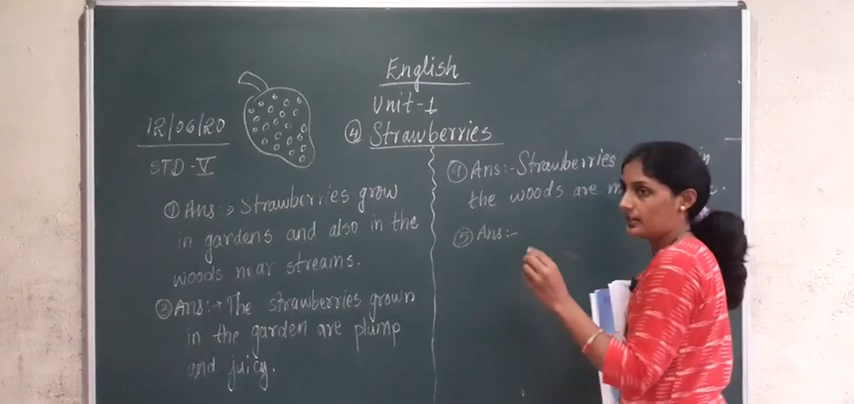 English
Unit-1
④ Strawberries
12/06/20
STD-V
① Ans:→ Strawberries grow
in gardens and also in the
woods near streams.
② Ans:→ The strawberries grown
in the garden are plump
and juicy.
④ Ans:- Strawberries in
the woods are
⑤ Ans:-